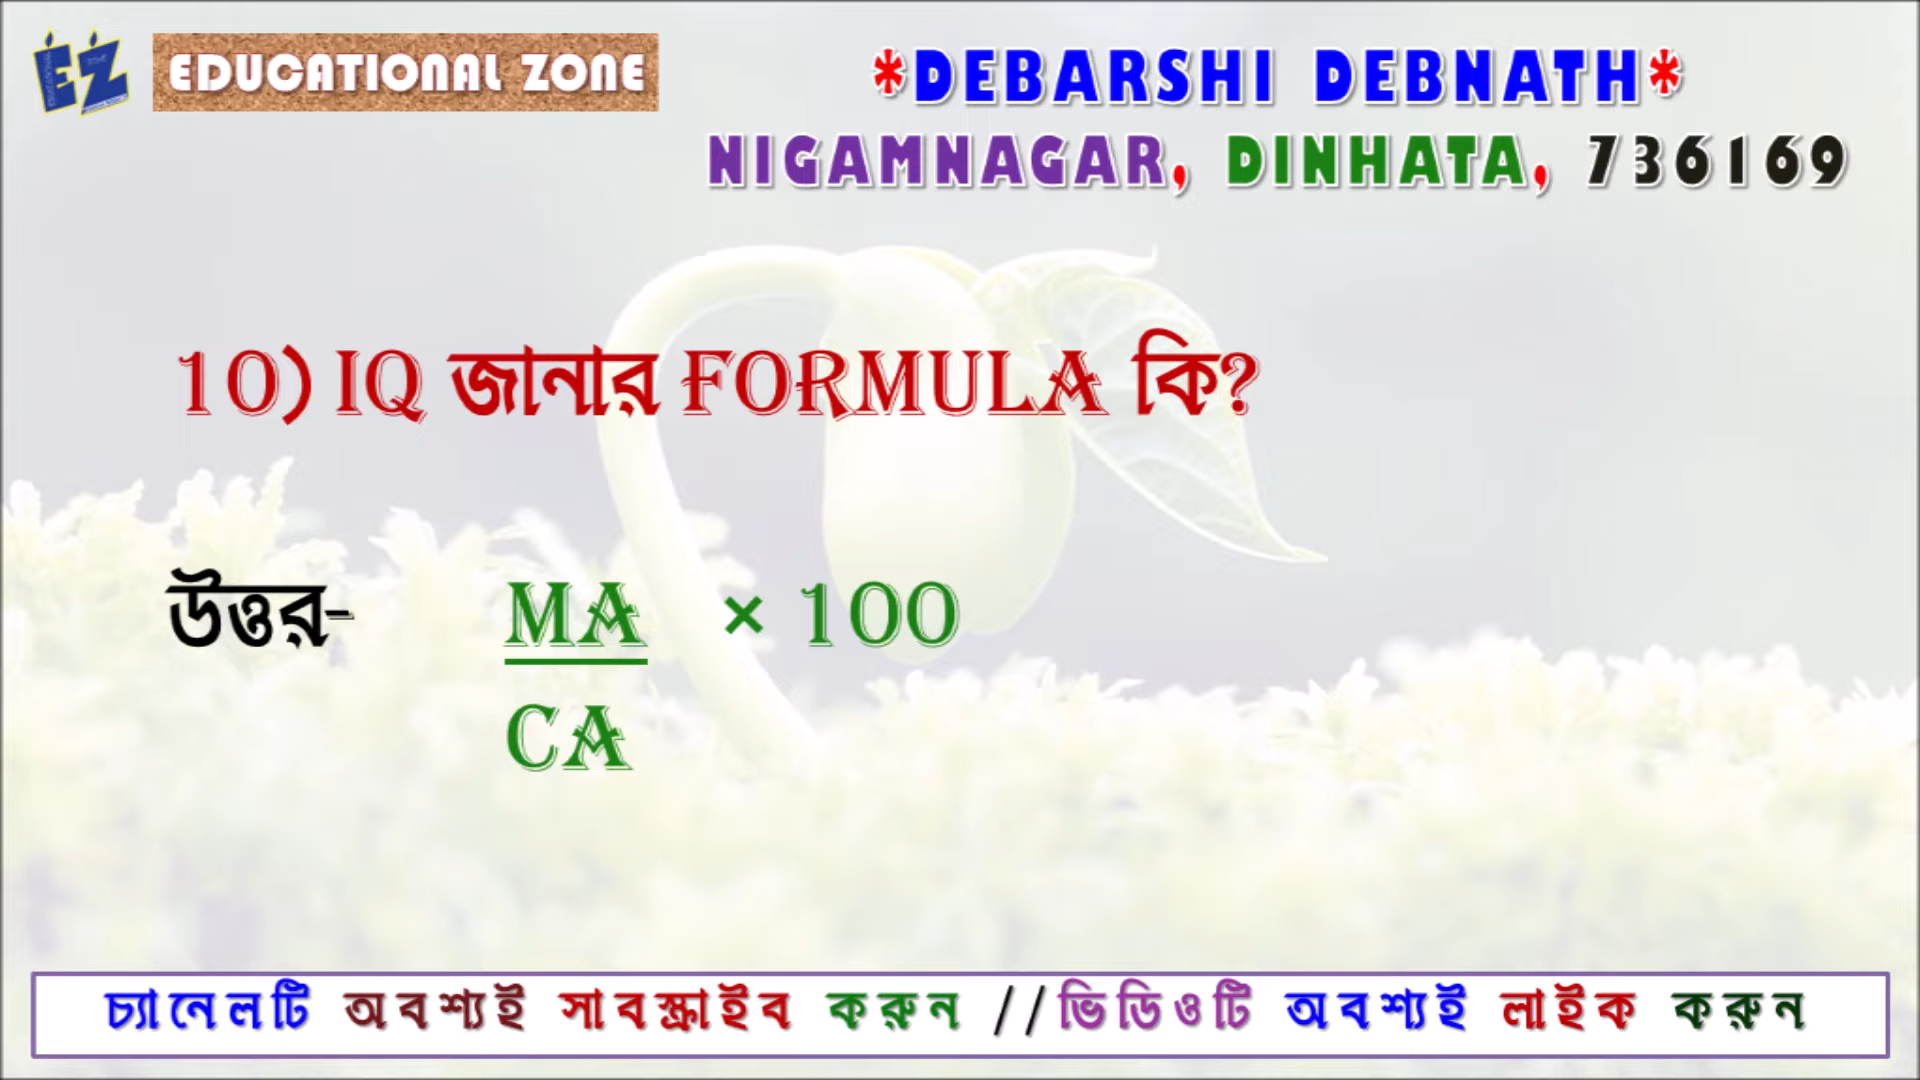 EZ
EDUCATIONAL ZONE
*DEBARSHI DEBNATH*
NIGAMNAGAR, DINHATA, 736169
10) IQ জানার FORMULA কি?
উত্তর- MA × 100
CA
চ্যানেলটি অবশ্যই সাবস্ক্রাইব করুন //ভিডিওটি অবশ্যই লাইক করুন